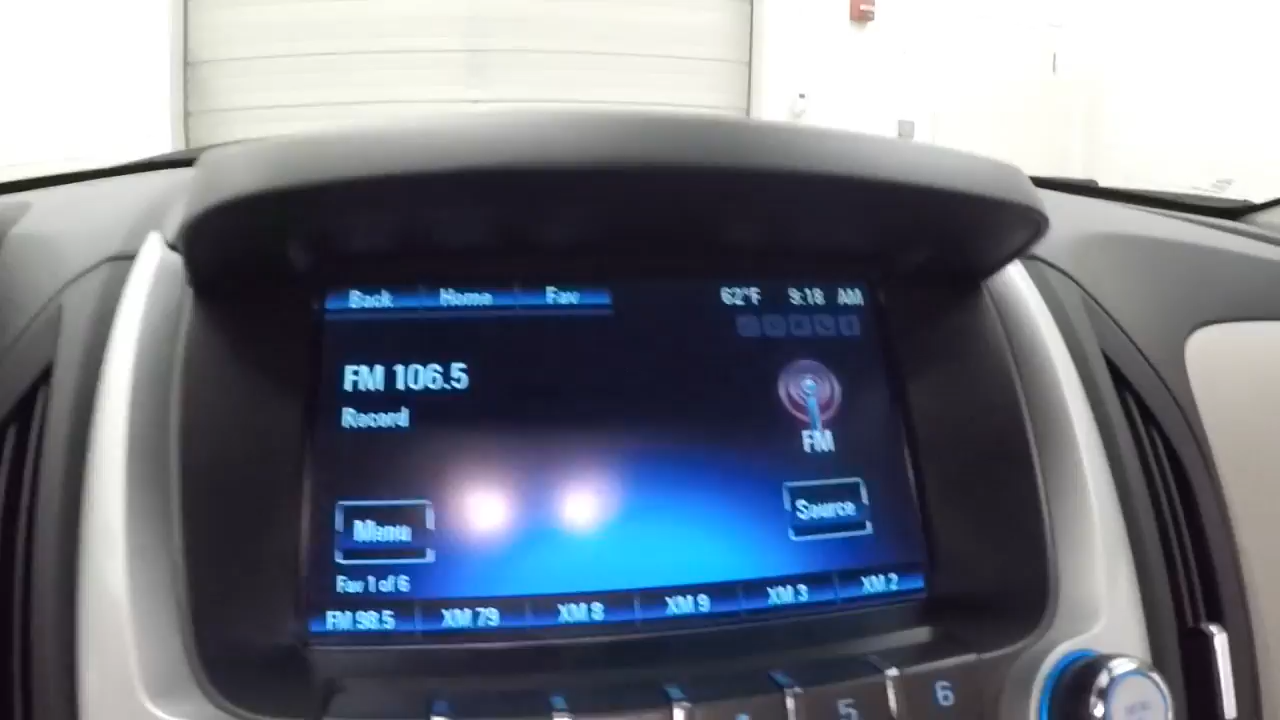 Back Home Fav 62°F 9:18 AM
FM 106.5
Record
FM
Menu
Source
Fav 1 of 6
FM 98.5 XM 79 XM 8 XM 9 XM 3 XM 2
5 6